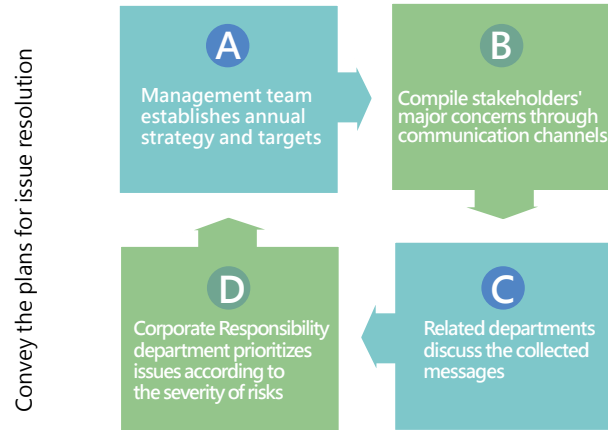 Convey the plans for issue resolution
A
Management team
establishes annual
strategy and targets
B
Compile stakeholders'
major concerns through
communication channels
C
Related departments
discuss the collected
messages
D
Corporate Responsibility
department prioritizes
issues according to
the severity of risks